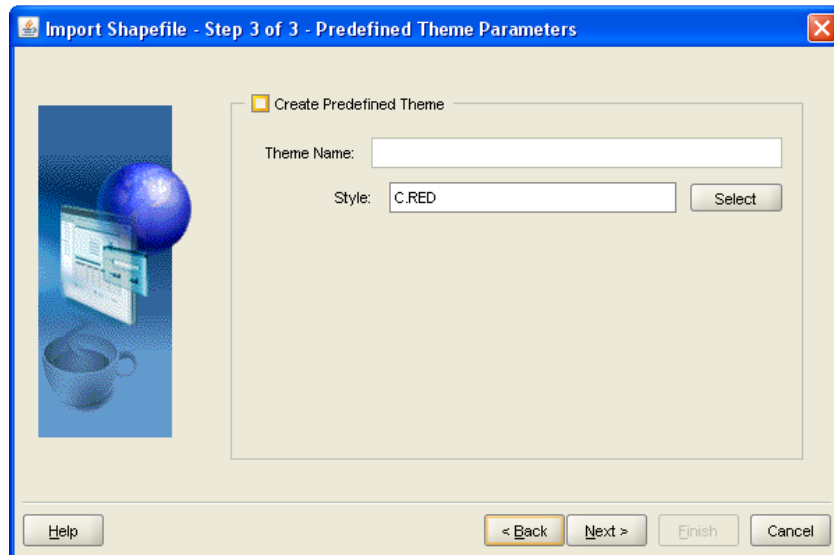 Import Shapefile - Step 3 of 3 - Predefined Theme Parameters
Create Predefined Theme
Theme Name:
Style: C.RED Select
Help < Back Next > Finish Cancel